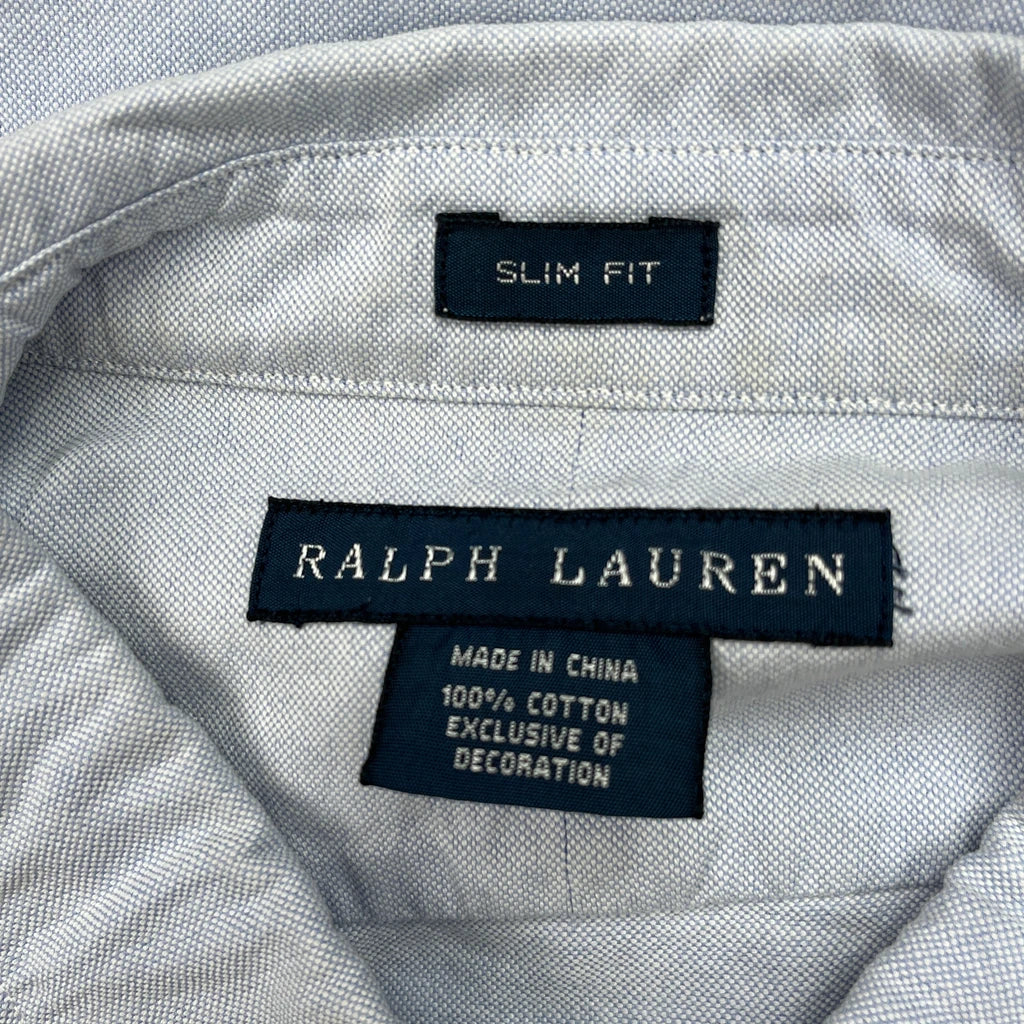 SLIM FIT
RALPH LAUREN
MADE IN CHINA
100% COTTON
EXCLUSIVE OF
DECORATION